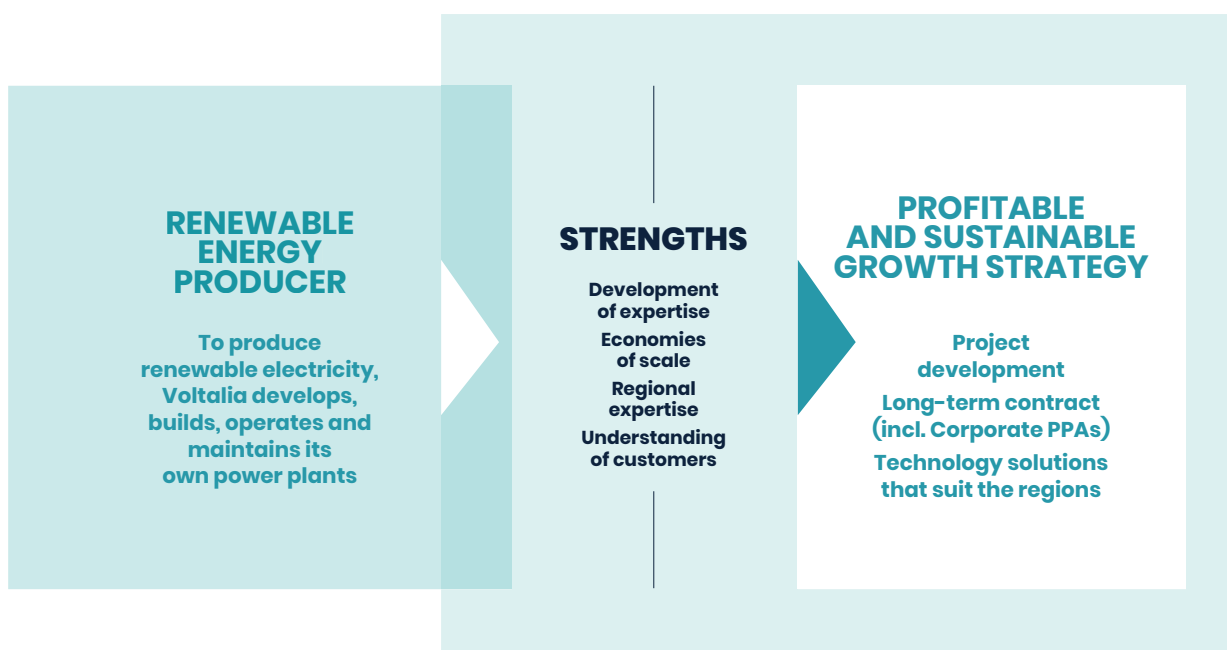 RENEWABLE
ENERGY
PRODUCER
To produce
renewable electricity,
Voltalia develops,
builds, operates and
maintains its
own power plants
STRENGTHS
Development
of expertise
Economies
of scale
Regional
expertise
Understanding
of customers
PROFITABLE
AND SUSTAINABLE
GROWTH STRATEGY
Project
development
Long-term contract
(incl. Corporate PPAs)
Technology solutions
that suit the regions